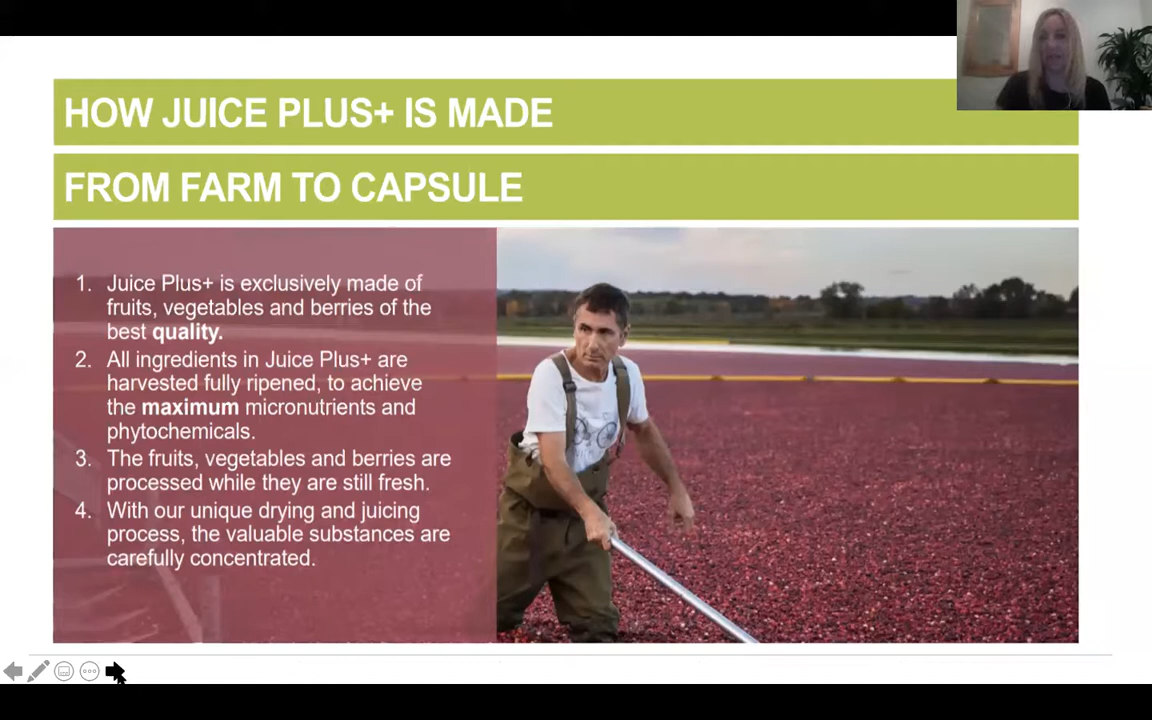 HOW JUICE PLUS+ IS MADE
FROM FARM TO CAPSULE
1. Juice Plus+ is exclusively made of
fruits, vegetables and berries of the
best quality.
2. All ingredients in Juice Plus+ are
harvested fully ripened, to achieve
the maximum micronutrients and
phytochemicals.
3. The fruits, vegetables and berries are
processed while they are still fresh.
4. With our unique drying and juicing
process, the valuable substances are
carefully concentrated.